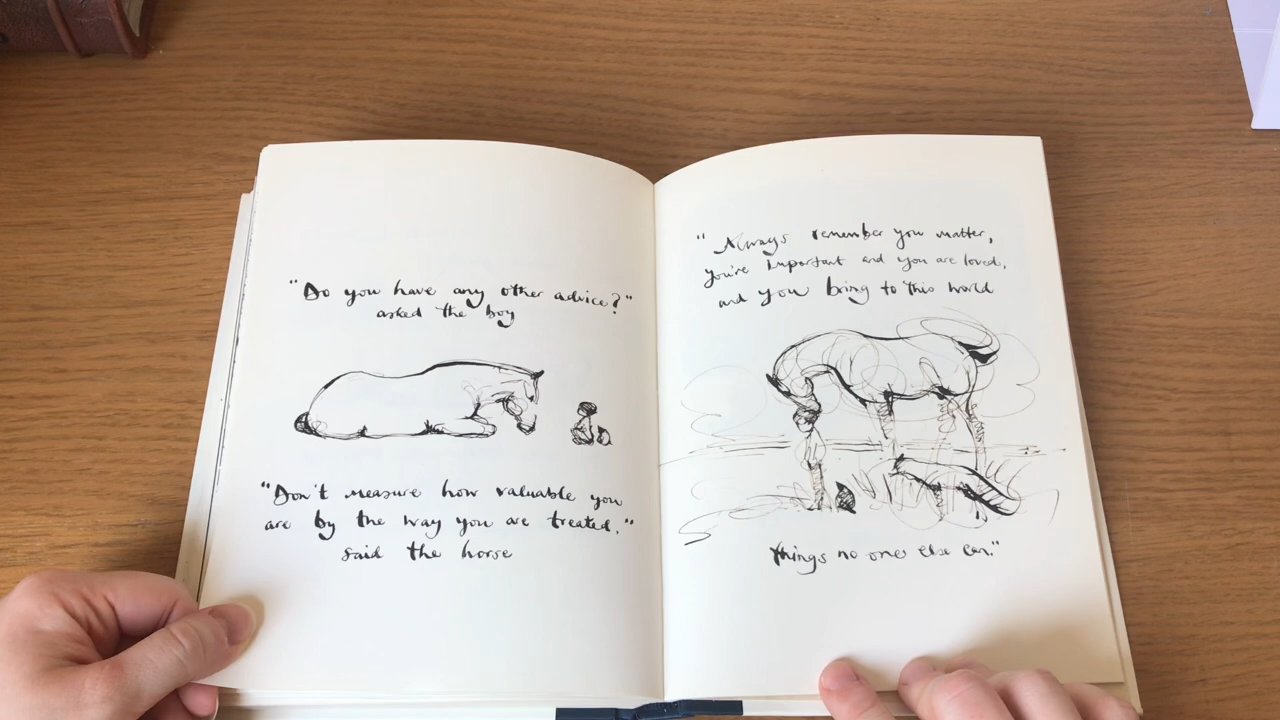 "Do you have any other advice?"
asked the boy
"Don't measure how valuable you
are by the way you are treated."
said the horse
"Always remember you matter,
you're important and you are loved,
and you bring to this world
things no one else can."